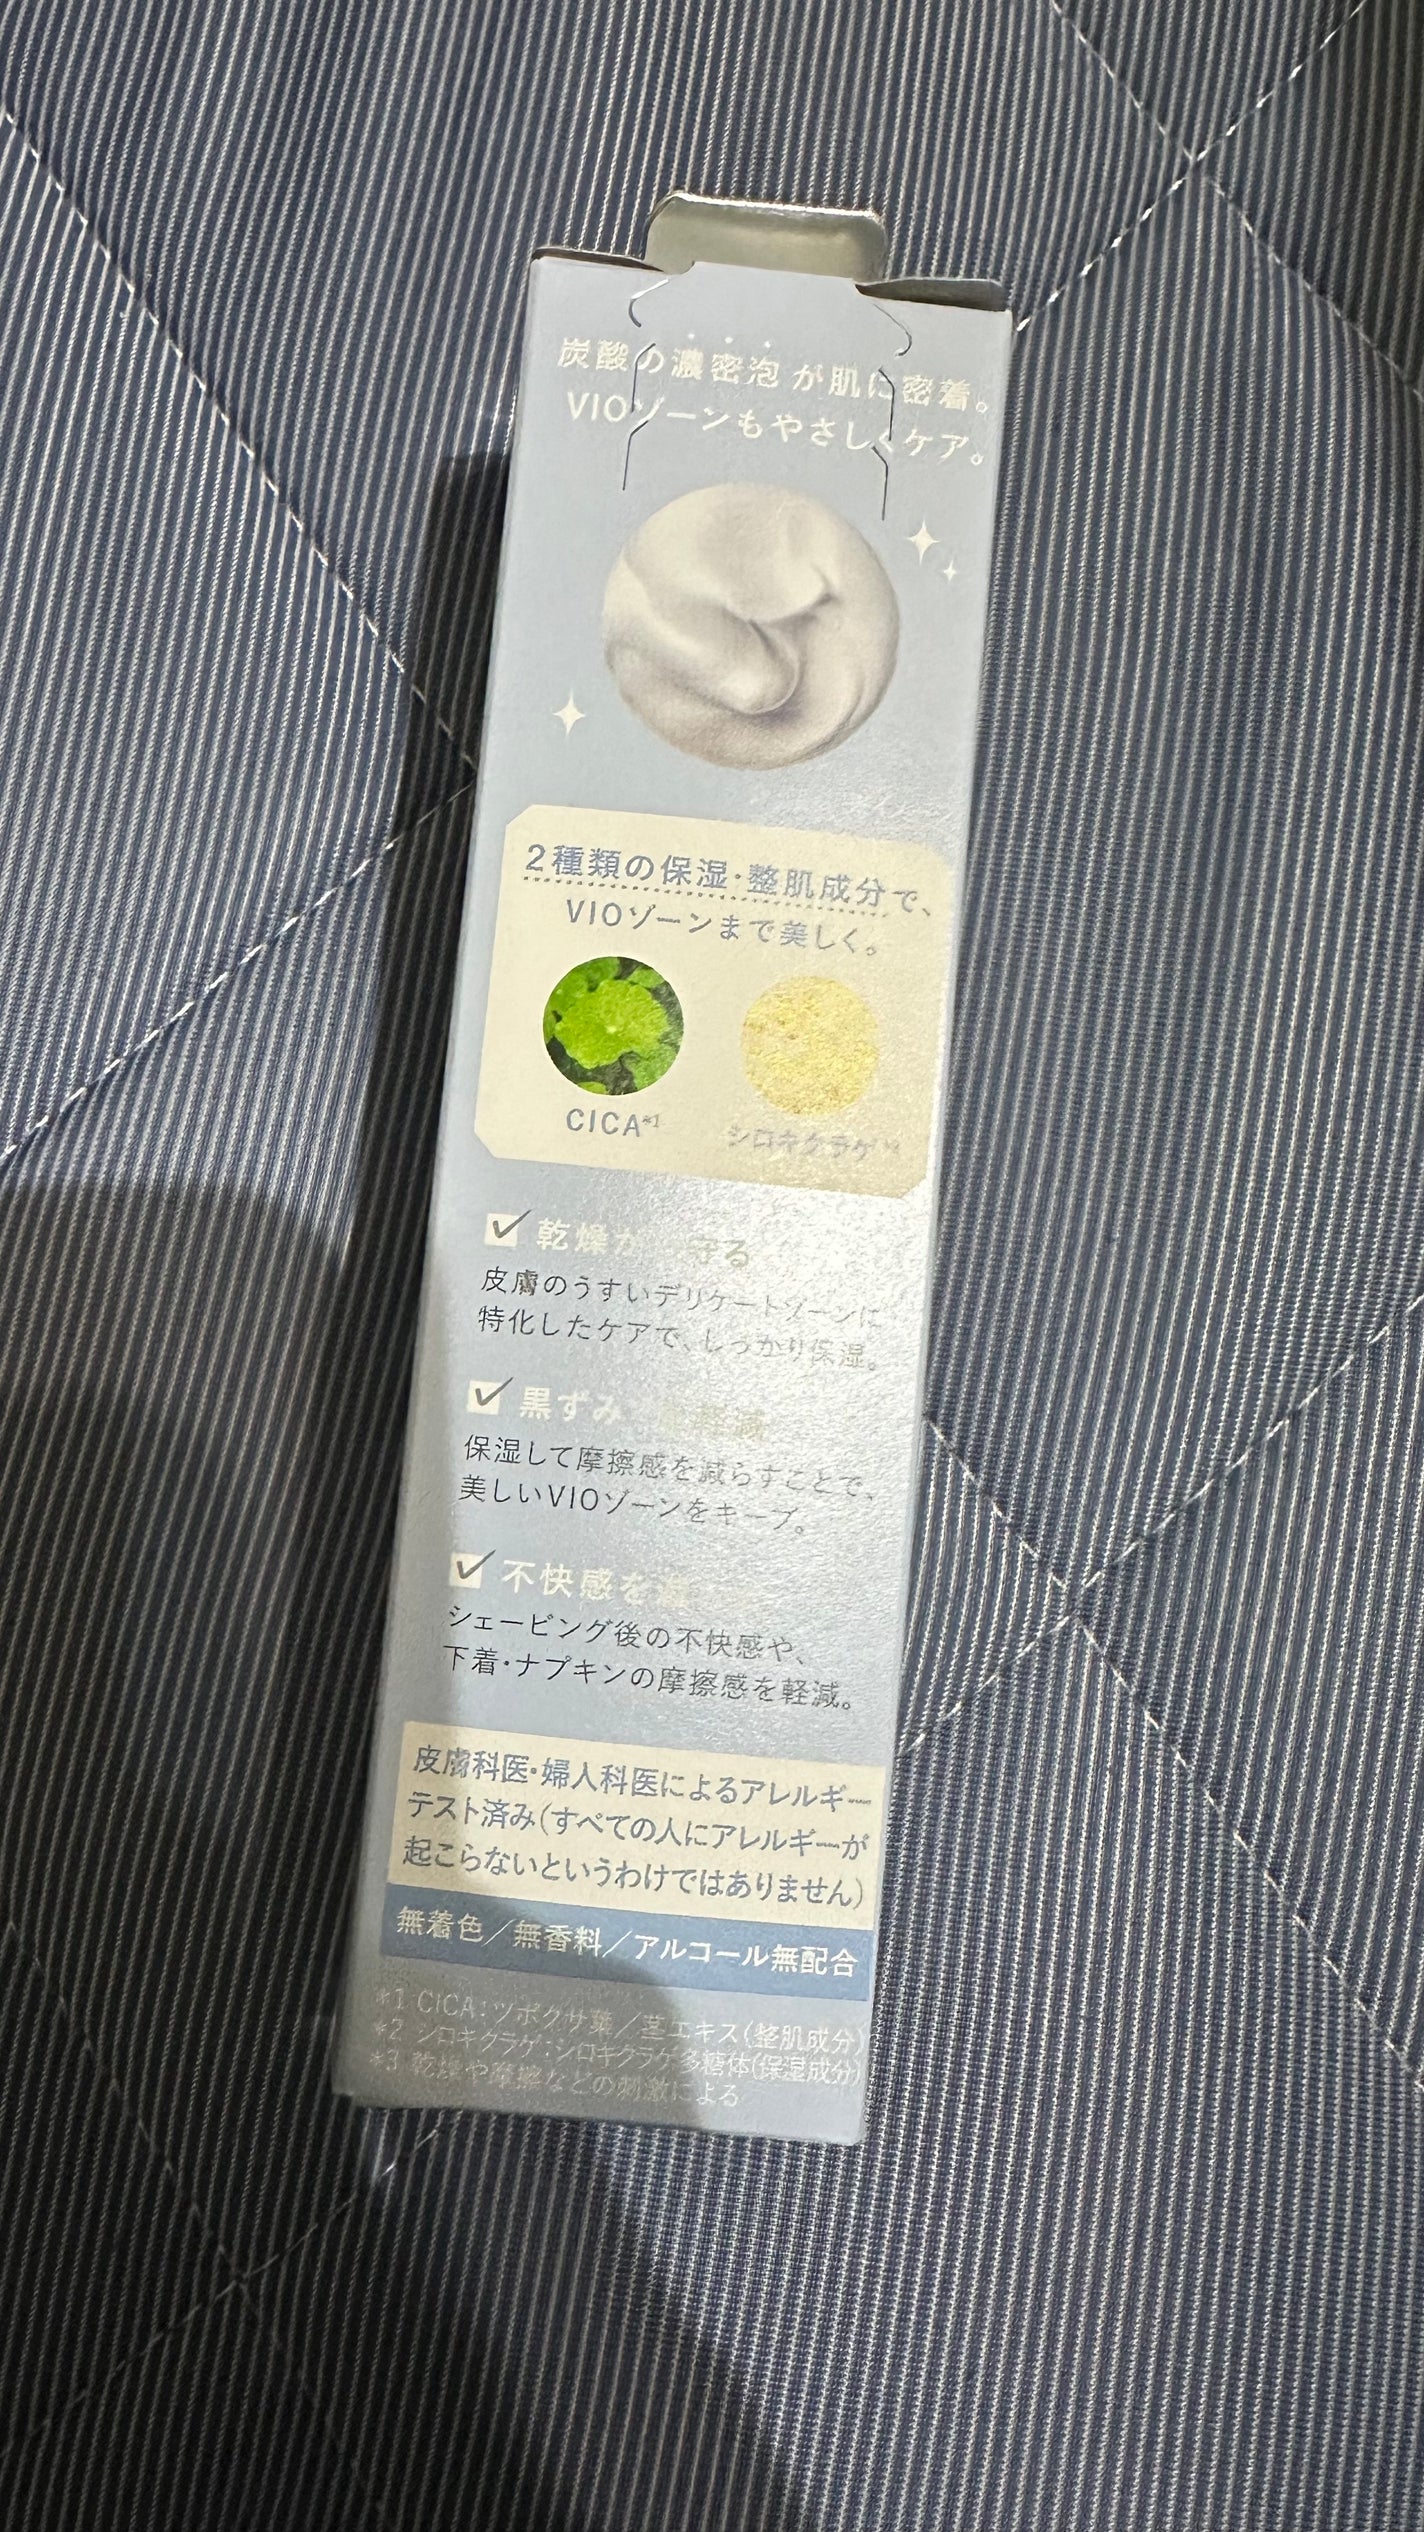 炭酸の濃密泡が肌に密着。
VIOゾーンもやさしくケア。
2種類の保湿・整肌成分で、
VIOゾーンまで美しく。
CICA*1
シロキクラゲ
乾燥か 守る
皮膚のうすいデリケートゾーンに
特化したケアで、しっかり保湿。
黒ずみ
保湿して摩擦感を減らすことで、
美しいVIOゾーンをキープ。
不快感を
シェービング後の不快感や、
下着・ナプキンの摩擦感を軽減。
皮膚科医・婦人科医によるアレルギー
テスト済み(すべての人にアレルギーが
起こらないというわけではありません)
無着色/無香料/アルコール無配合
*1 CICA:ツボクサ葉/茎エキス(整肌成分)
*2 シロキクラゲ:シロキクラゲ多糖体(保湿成分)
*3 乾燥や摩擦などの刺激による